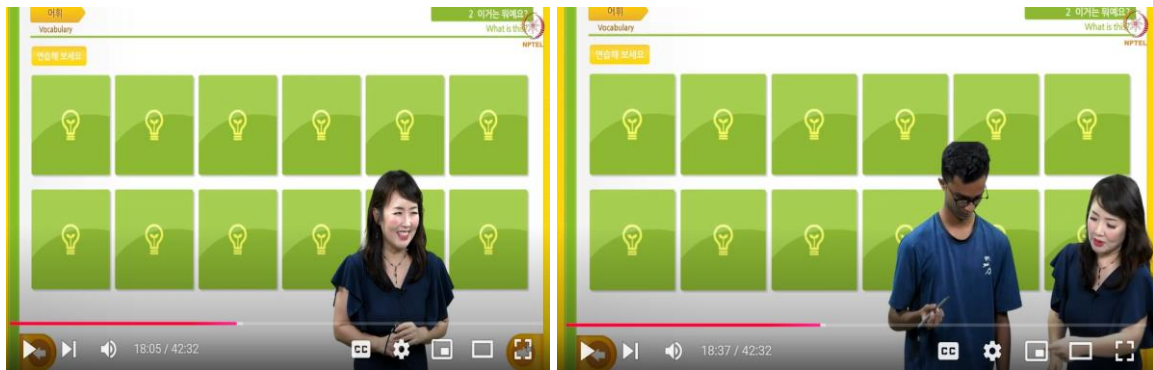 어휘
Vocabulary
2 이거는 뭐예요?
What is this?
NPTEL
연습해 보세요
18:05 / 42:32
CC
어휘
Vocabulary
2 이거는 뭐예요?
What is this?
NPTEL
연습해 보세요
18:37 / 42:32
CC